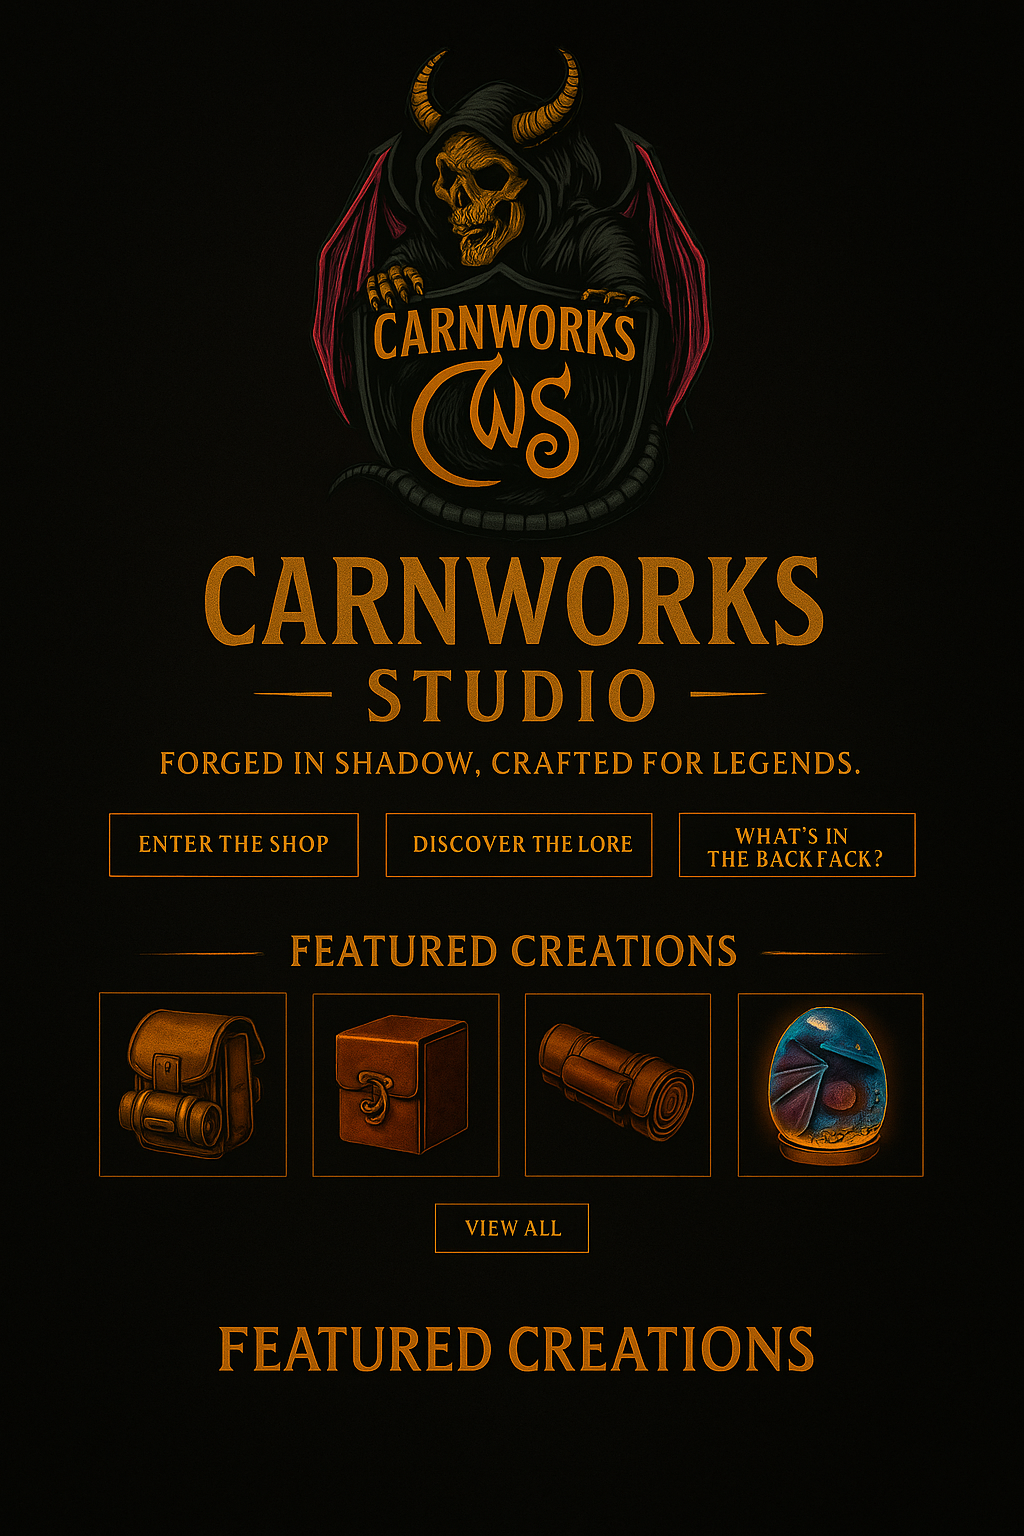 CARNWORKS
CWS
CARNWORKS
STUDIO
FORGED IN SHADOW, CRAFTED FOR LEGENDS.
ENTER THE SHOP
DISCOVER THE LORE
WHAT'S IN
THE BACK FACK?
FEATURED CREATIONS
VIEW ALL
FEATURED CREATIONS